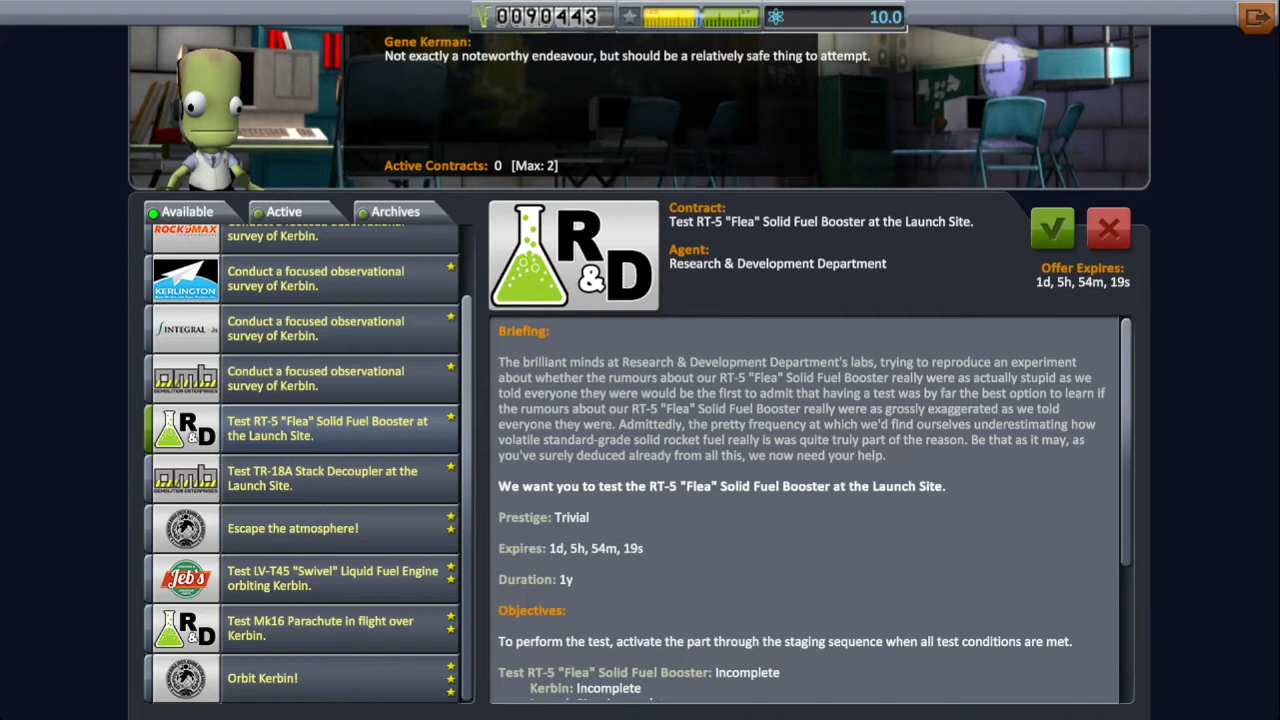 0090443
10.0
Gene Kerman:
Not exactly a noteworthy endeavour, but should be a relatively safe thing to attempt.
Active Contracts: 0 [Max: 2]
Available
Active
Archives
ROCKOMAX
survey of Kerbin.
KERLINGTON
Conduct a focused observational
survey of Kerbin.
INTEGRAL
Conduct a focused observational
survey of Kerbin.
Conduct a focused observational
survey of Kerbin.
R&D
Test RT-5 "Flea" Solid Fuel Booster at
the Launch Site.
Test TR-18A Stack Decoupler at the
Launch Site.
Escape the atmosphere!
Jeb's
Test LV-T45 "Swivel" Liquid Fuel Engine
orbiting Kerbin.
R&D
Test Mk16 Parachute in flight over
Kerbin.
Orbit Kerbin!
R&D
Contract:
Test RT-5 "Flea" Solid Fuel Booster at the Launch Site.
Agent:
Research & Development Department
Offer Expires:
1d, 5h, 54m, 19s
Briefing:
The brilliant minds at Research & Development Department's labs, trying to reproduce an experiment
about whether the rumours about our RT-5 "Flea" Solid Fuel Booster really were as actually stupid as we
told everyone they were would be the first to admit that having a test was by far the best option to learn if
the rumours about our RT-5 "Flea" Solid Fuel Booster really were as grossly exaggerated as we told
everyone they were. Admittedly, the pretty frequency at which we'd find ourselves underestimating how
volatile standard-grade solid rocket fuel really is was quite truly part of the reason. Be that as it may, as
you've surely deduced already from all this, we now need your help.
We want you to test the RT-5 "Flea" Solid Fuel Booster at the Launch Site.
Prestige: Trivial
Expires: 1d, 5h, 54m, 19s
Duration: 1y
Objectives:
To perform the test, activate the part through the staging sequence when all test conditions are met.
Test RT-5 "Flea" Solid Fuel Booster: Incomplete
Kerbin: Incomplete